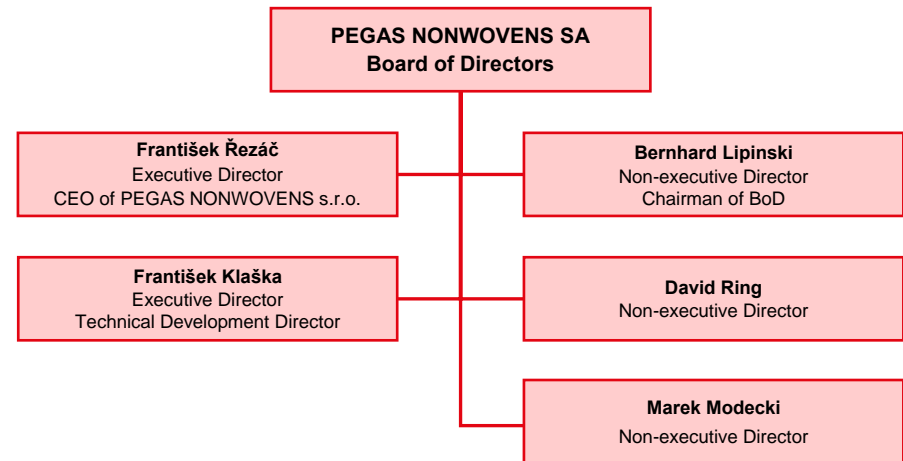 PEGAS NONWOVENS SA
Board of Directors
František Řezáč
Executive Director
CEO of PEGAS NONWOVENS s.r.o.
Bernhard Lipinski
Non-executive Director
Chairman of BoD
František Klaška
Executive Director
Technical Development Director
David Ring
Non-executive Director
Marek Modecki
Non-executive Director